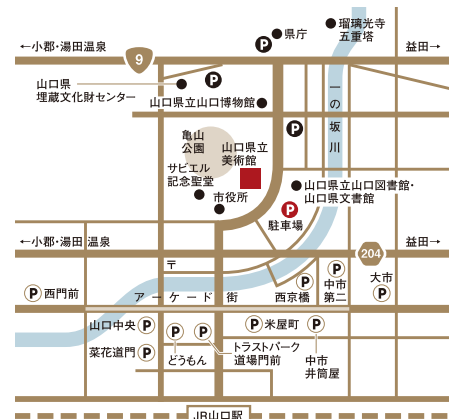 瑠璃光寺
五重塔
P
県庁
←小郡・湯田温泉
益田→
9
P
山口県
埋蔵文化財センター
山口県立山口博物館
一の坂川
P
亀山
公園
山口県立
美術館
サビエル
記念聖堂
市役所
山口県立山口図書館・
山口県文書館
P
駐車場
←小郡・湯田 温泉
益田→
204
〒
P 西門前
P
西京橋
中市
第二
P
大市
P
アーケード 街
山口中央 P
P
どうもん
P
トラストパーク
道場門前
P 米屋町
P
中市
井筒屋
菜花道門 P
JR山口駅